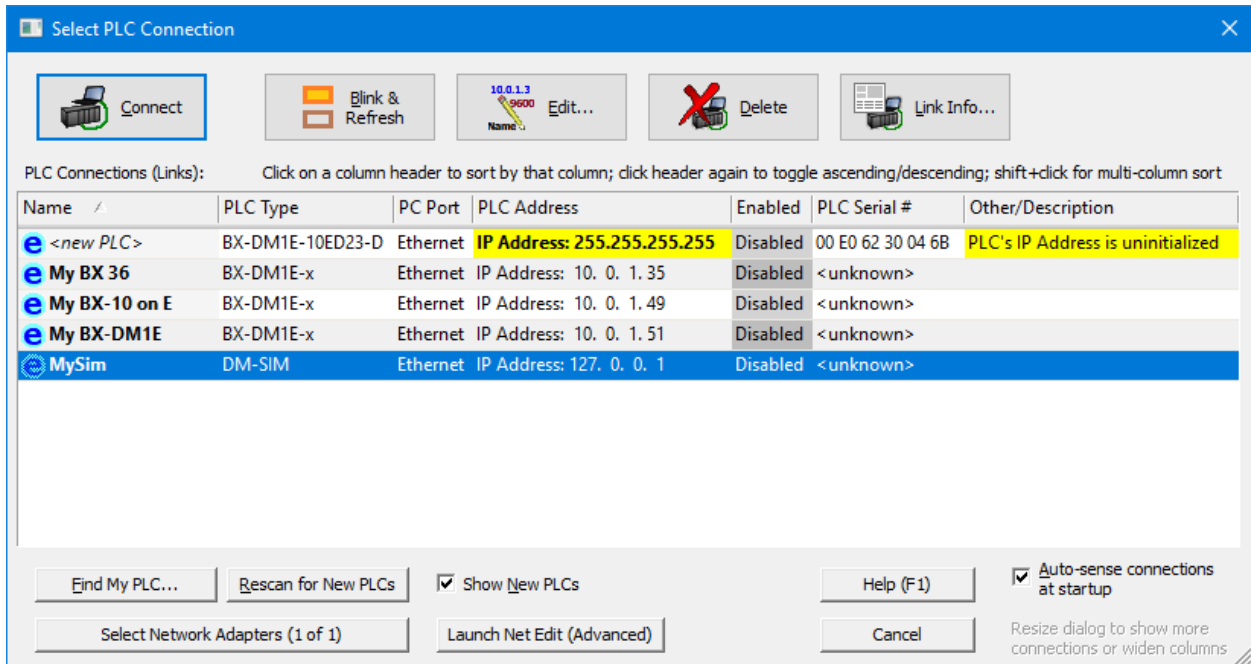 Select PLC Connection
Connect
Blink &
Refresh
10.0.1.3
9600
Name
Edit...
Delete
Link Info...
PLC Connections (Links): Click on a column header to sort by that column; click header again to toggle ascending/descending; shift+click for multi-column sort
Name PLC Type PC Port PLC Address Enabled PLC Serial # Other/Description
e <new PLC> BX-DM1E-10ED23-D Ethernet IP Address: 255.255.255.255 Disabled 00 E0 62 30 04 6B PLC's IP Address is uninitialized
e My BX 36 BX-DM1E-x Ethernet IP Address: 10. 0. 1. 35 Disabled <unknown>
e My BX-10 on E BX-DM1E-x Ethernet IP Address: 10. 0. 1. 49 Disabled <unknown>
e My BX-DM1E BX-DM1E-x Ethernet IP Address: 10. 0. 1. 51 Disabled <unknown>
e MySim DM-SIM Ethernet IP Address: 127. 0. 0. 1 Disabled <unknown>
Find My PLC... Rescan for New PLCs Show New PLCs Help (F1) Auto-sense connections
at startup
Select Network Adapters (1 of 1) Launch Net Edit (Advanced) Cancel Resize dialog to show more
connections or widen columns